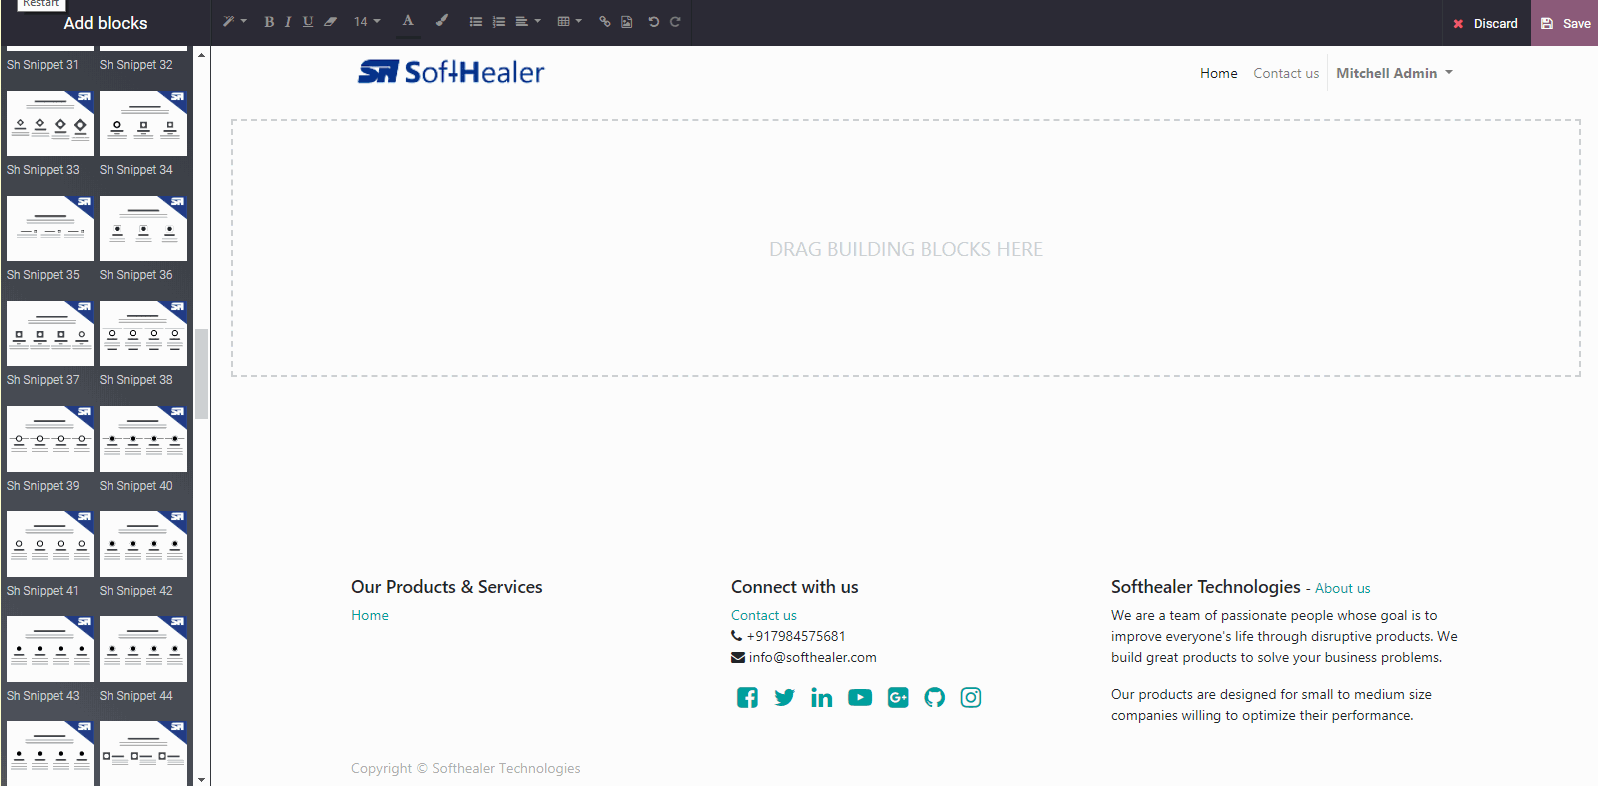 Restart
Add blocks
B I U 14 A
Discard Save
Sh Snippet 31 Sh Snippet 32
Sh Snippet 33 Sh Snippet 34
Sh Snippet 35 Sh Snippet 36
Sh Snippet 37 Sh Snippet 38
Sh Snippet 39 Sh Snippet 40
Sh Snippet 41 Sh Snippet 42
Sh Snippet 43 Sh Snippet 44
SoftHealer
Home Contact us Mitchell Admin
DRAG BUILDING BLOCKS HERE
Our Products & Services
Home
Connect with us
Contact us
+917984575681
info@softhealer.com
Softhealer Technologies - About us
We are a team of passionate people whose goal is to
improve everyone's life through disruptive products. We
build great products to solve your business problems.
Our products are designed for small to medium size
companies willing to optimize their performance.
Copyright © Softhealer Technologies